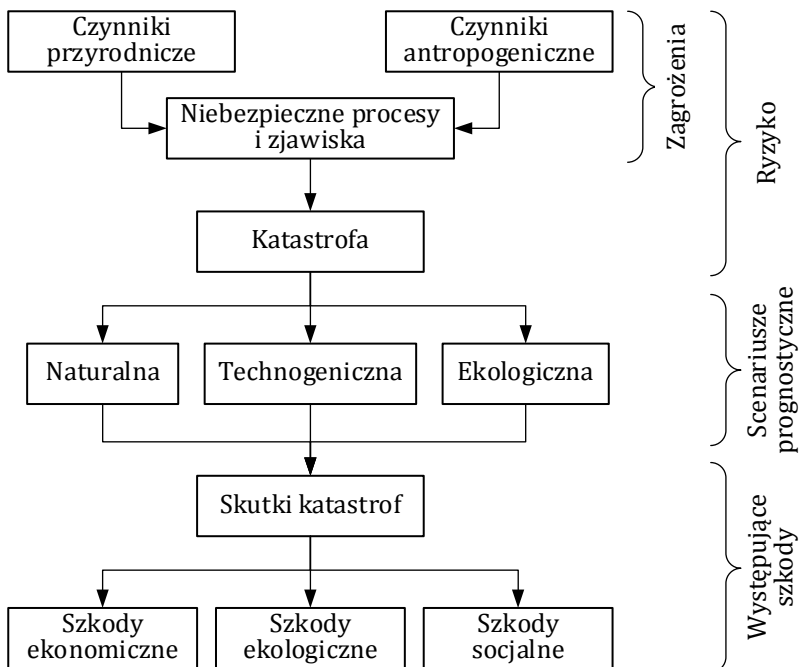 Czynniki
przyrodnicze
Czynniki
antropogeniczne
Zagrożenia
Ryzyko
Niebezpieczne procesy
i zjawiska
Katastrofa
Naturalna
Technogeniczna
Ekologiczna
Scenariusze
prognostyczne
Skutki katastrof
Występujące
szkody
Szkody
ekonomiczne
Szkody
ekologiczne
Szkody
socjalne